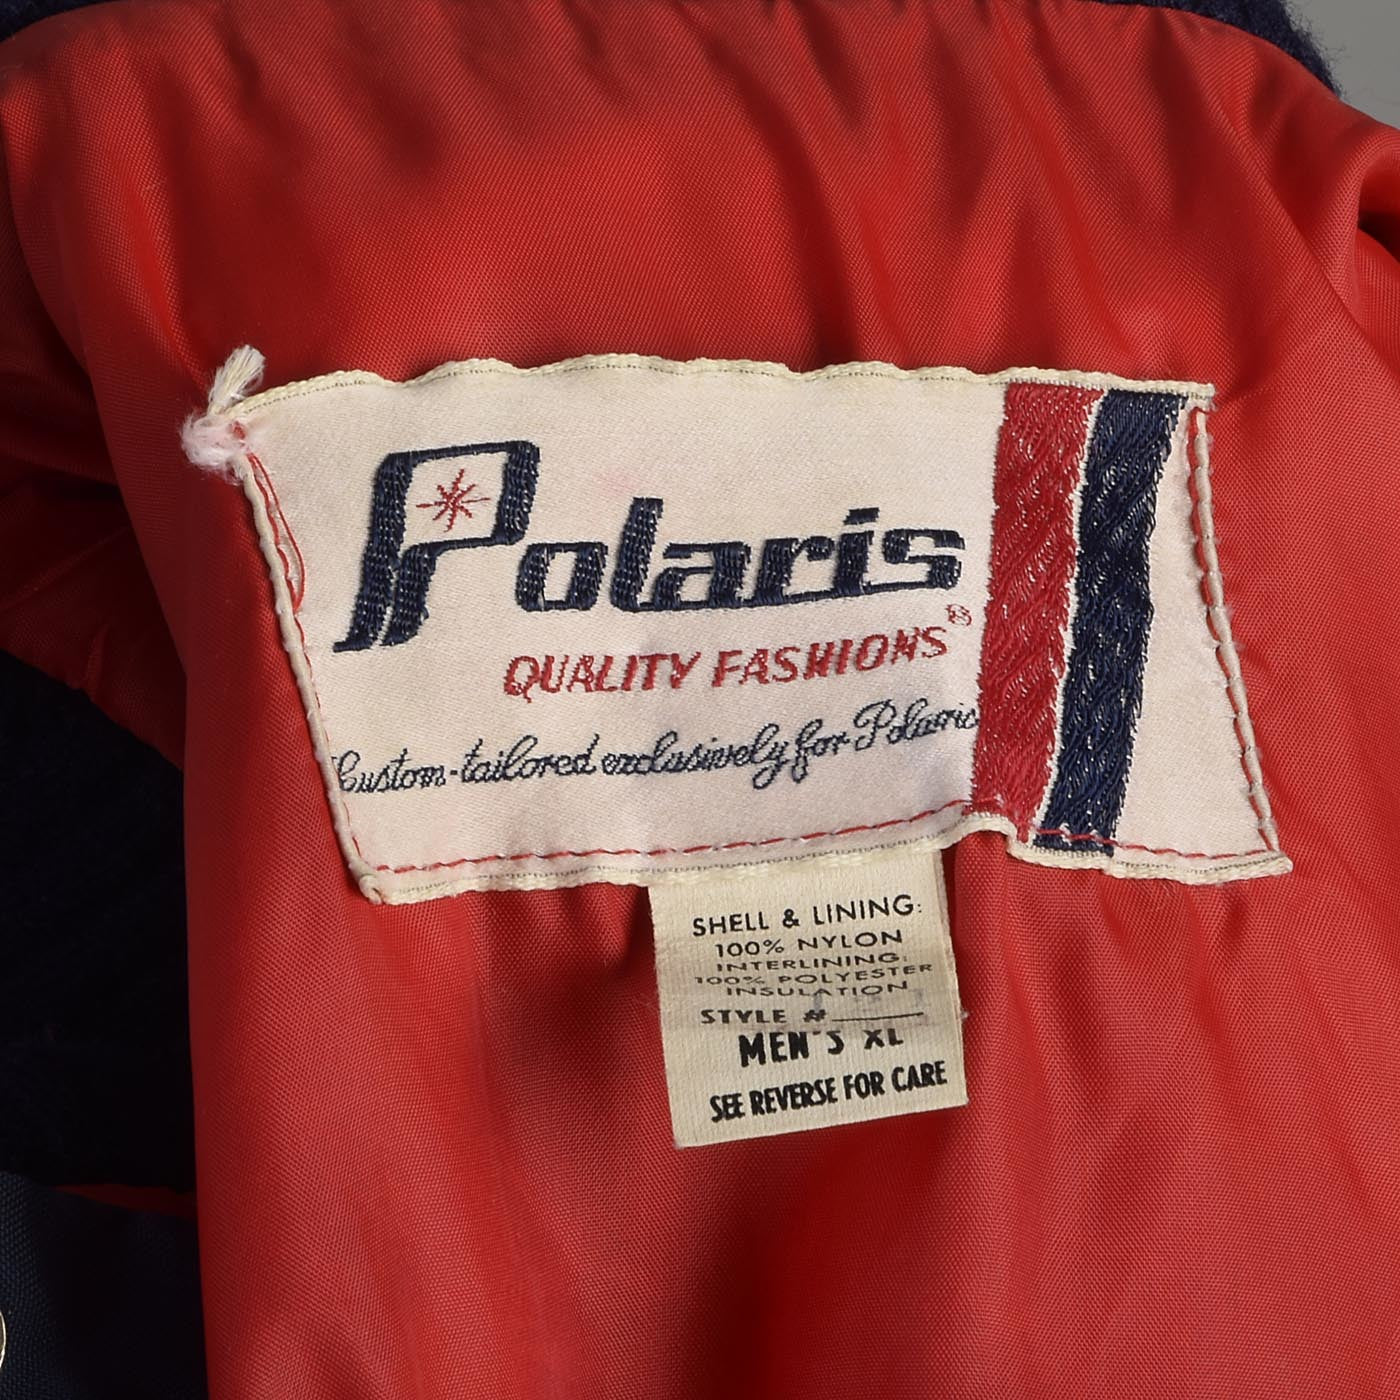 Polaris
QUALITY FASHIONS®
Custom-tailored exclusively for Polaris
SHELL & LINING:
100% NYLON
INTERLINING:
100% POLYESTER
INSULATION
STYLE #
MEN'S XL
SEE REVERSE FOR CARE